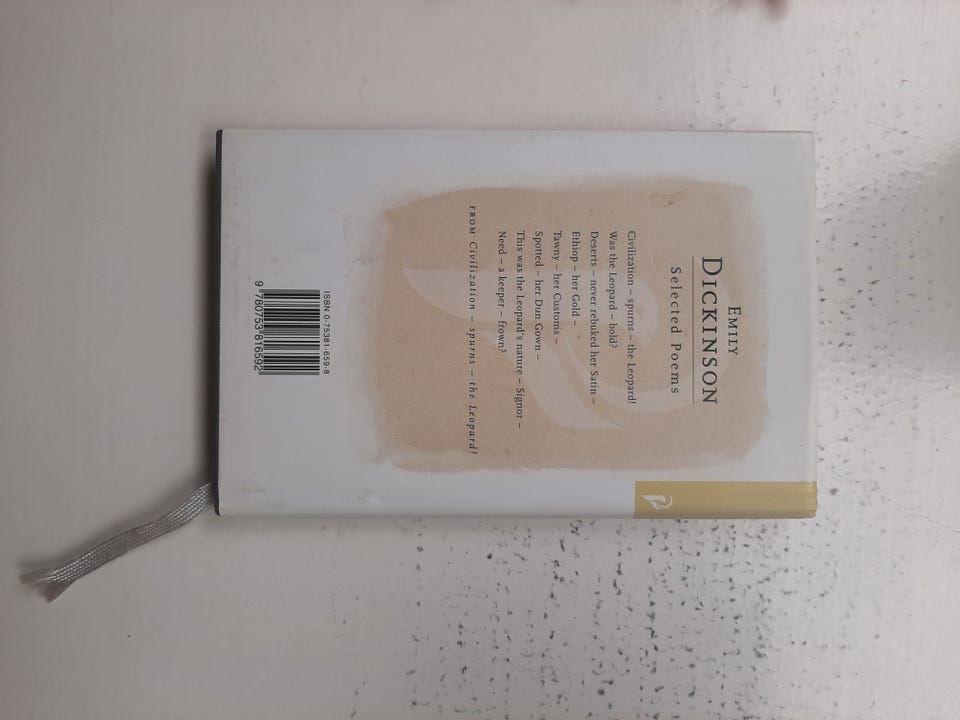 EMILY
DICKINSON
Selected Poems
Civilization – spurns – the Leopard!
Was the Leopard – bold?
Deserts – never rebuked her Satin –
Ethiop – her Gold –
Tawny – her Customs –
Spotted – her Dun Gown –
This was the Leopard's nature – Signor –
Need – a keeper – frown?
FROM Civilization – spurns – the Leopard!
ISBN 0-75381-659-8
9 780753 816592